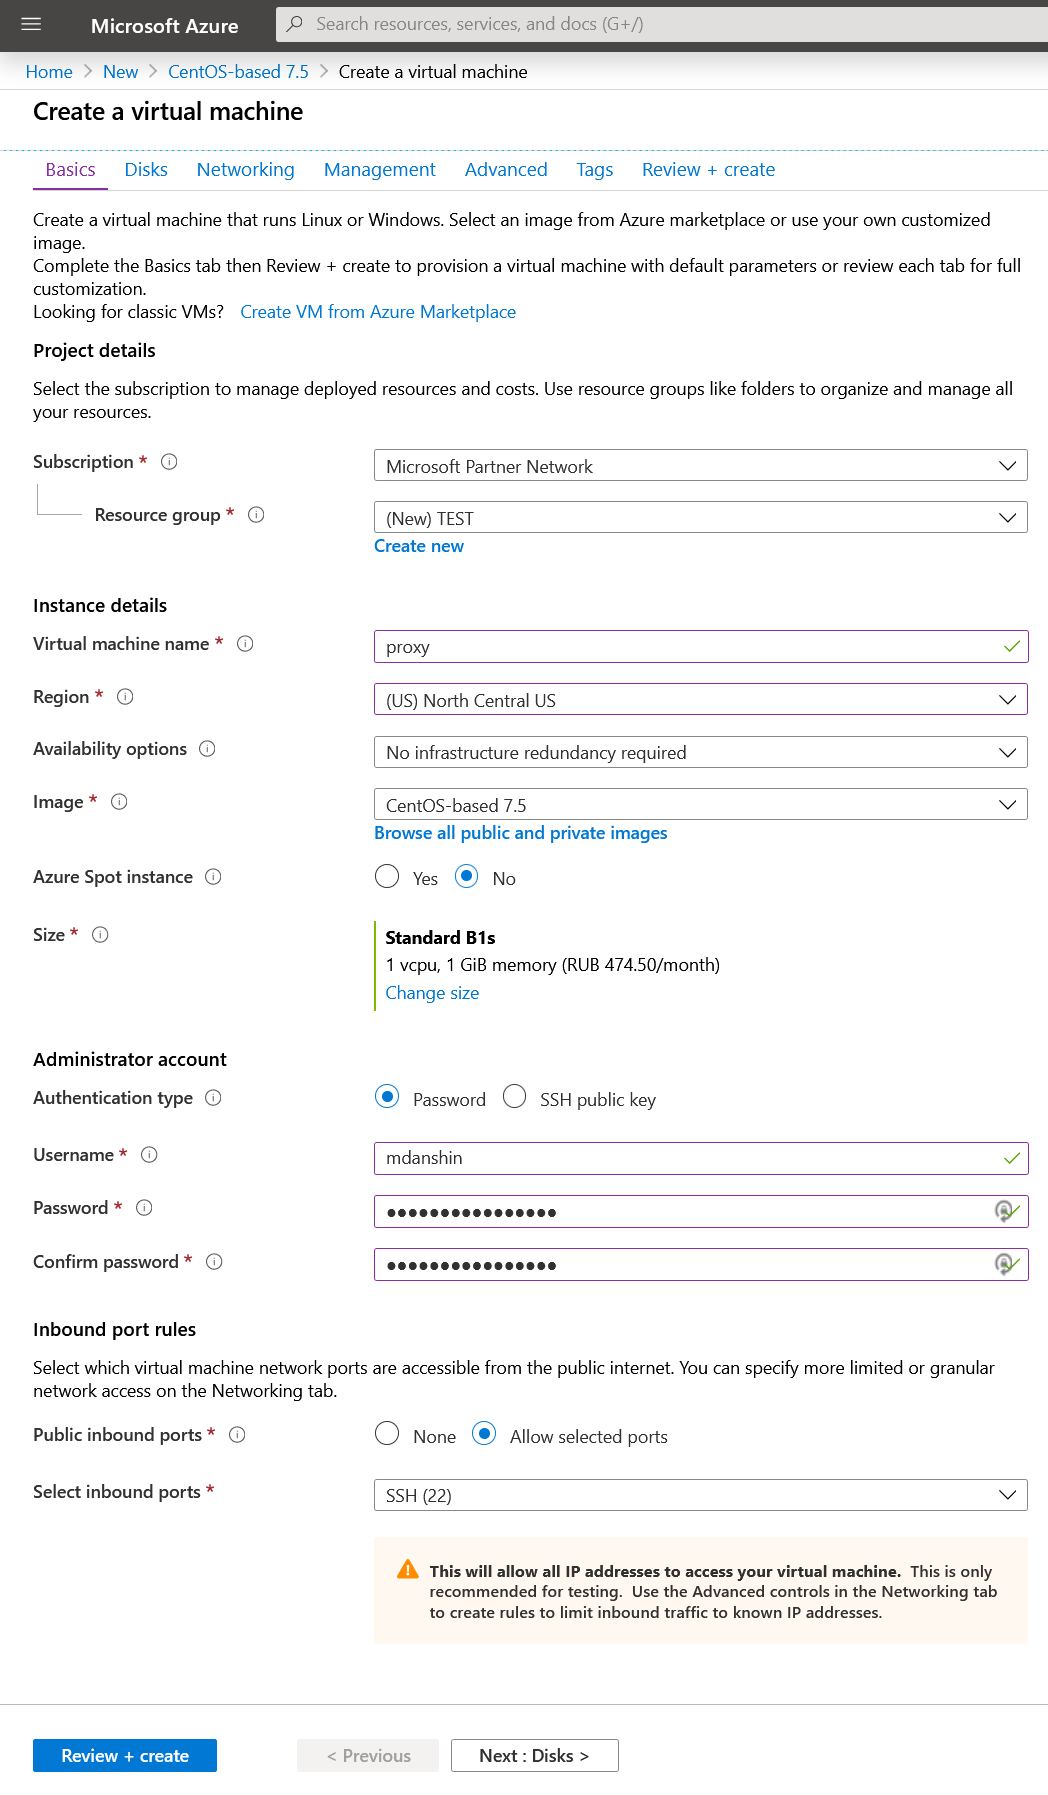 Microsoft Azure
Search resources, services, and docs (G+/)
Home > New > CentOS-based 7.5 > Create a virtual machine
Create a virtual machine
Basics Disks Networking Management Advanced Tags Review + create
Create a virtual machine that runs Linux or Windows. Select an image from Azure marketplace or use your own customized
image.
Complete the Basics tab then Review + create to provision a virtual machine with default parameters or review each tab for full
customization.
Looking for classic VMs? Create VM from Azure Marketplace
Project details
Select the subscription to manage deployed resources and costs. Use resource groups like folders to organize and manage all
your resources.
Subscription *
Microsoft Partner Network
Resource group *
(New) TEST
Create new
Instance details
Virtual machine name *
proxy
Region *
(US) North Central US
Availability options
No infrastructure redundancy required
Image *
CentOS-based 7.5
Browse all public and private images
Azure Spot instance
Yes No
Size *
Standard B1s
1 vcpu, 1 GiB memory (RUB 474.50/month)
Change size
Administrator account
Authentication type
Password SSH public key
Username *
mdanshin
Password *
••••••••••••••••
Confirm password *
••••••••••••••••
Inbound port rules
Select which virtual machine network ports are accessible from the public internet. You can specify more limited or granular
network access on the Networking tab.
Public inbound ports *
None Allow selected ports
Select inbound ports *
SSH (22)
This will allow all IP addresses to access your virtual machine. This is only
recommended for testing. Use the Advanced controls in the Networking tab
to create rules to limit inbound traffic to known IP addresses.
Review + create < Previous Next : Disks >